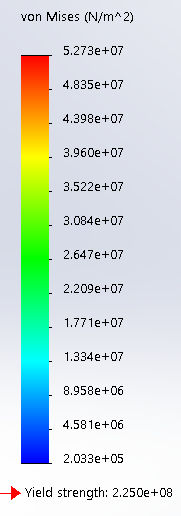 von Mises (N/m^2)
5.273e+07
4.835e+07
4.397e+07
3.960e+07
3.522e+07
3.084e+07
2.647e+07
2.209e+07
1.771e+07
1.334e+07
8.958e+06
4.581e+06
2.033e+05
Yield strength: 2.250e+08